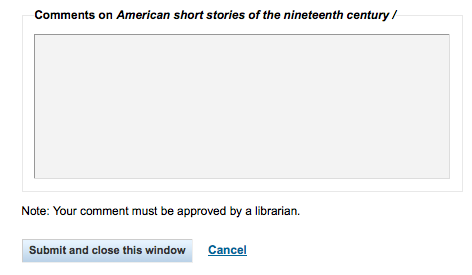 Comments on American short stories of the nineteenth century /
Note: Your comment must be approved by a librarian.
Submit and close this window Cancel